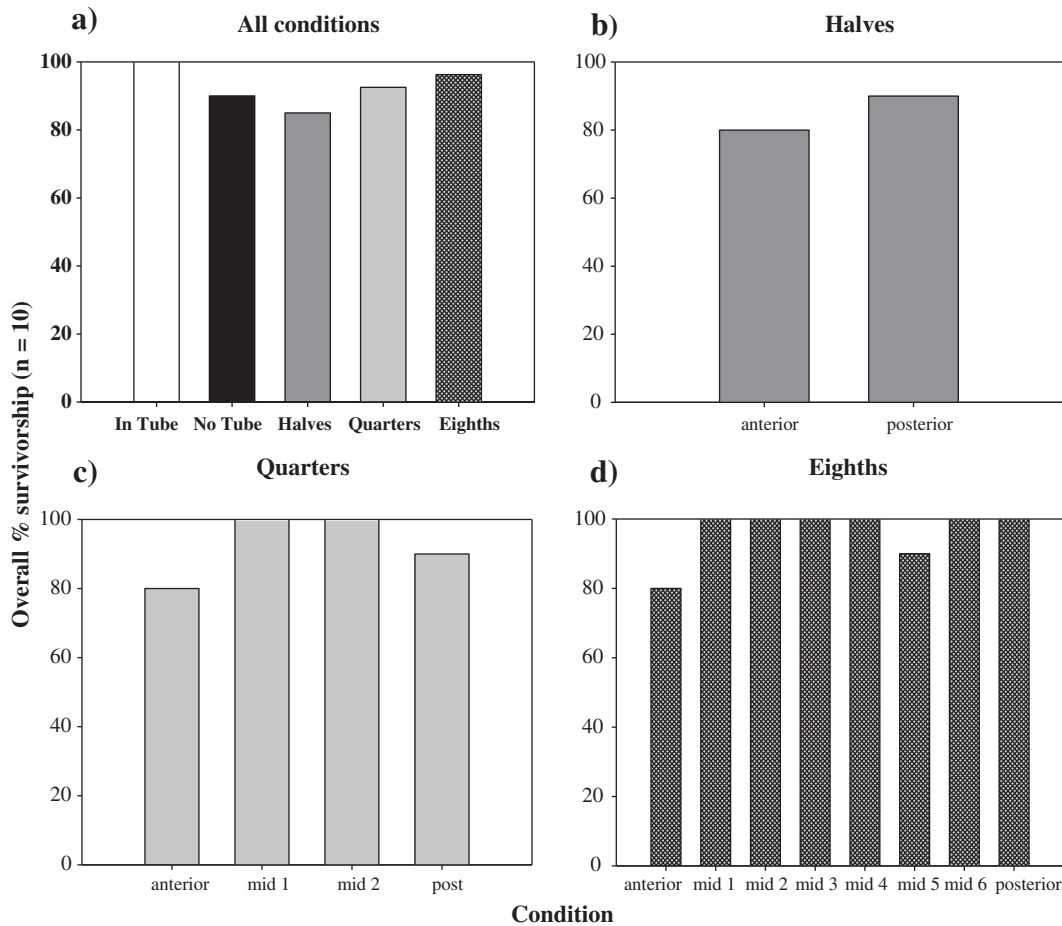 a)
All conditions
100
80
60
40
20
0
In Tube No Tube Halves Quarters Eighths
b)
Halves
100
80
60
40
20
0
anterior posterior
c)
Quarters
100
80
60
40
20
0
anterior mid 1 mid 2 post
d)
Eighths
100
80
60
40
20
0
anterior mid 1 mid 2 mid 3 mid 4 mid 5 mid 6 posterior
Overall % survivorship (n = 10)
Condition